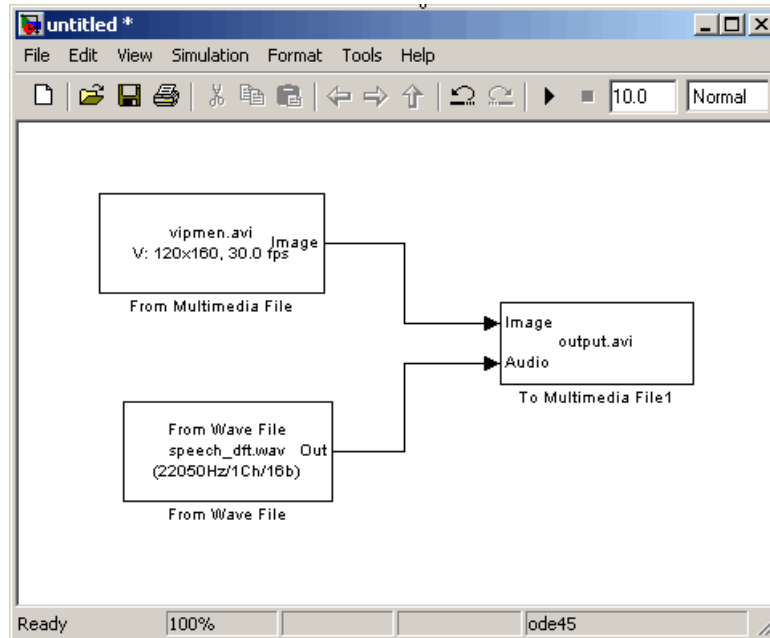 untitled *
File Edit View Simulation Format Tools Help
10.0 Normal
vipmen.avi
V: 120x160, 30.0 fps
Image
From Multimedia File
Image
output.avi
Audio
To Multimedia File1
From Wave File
speech_dft.wav Out
(22050Hz/1Ch/16b)
From Wave File
Ready 100% ode45